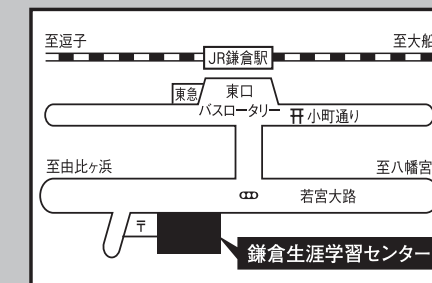 至逗子
至大船
JR鎌倉駅
東急
東口
バスロータリー
小町通り
至由比ヶ浜
至八幡宮
若宮大路
〒
鎌倉生涯学習センター